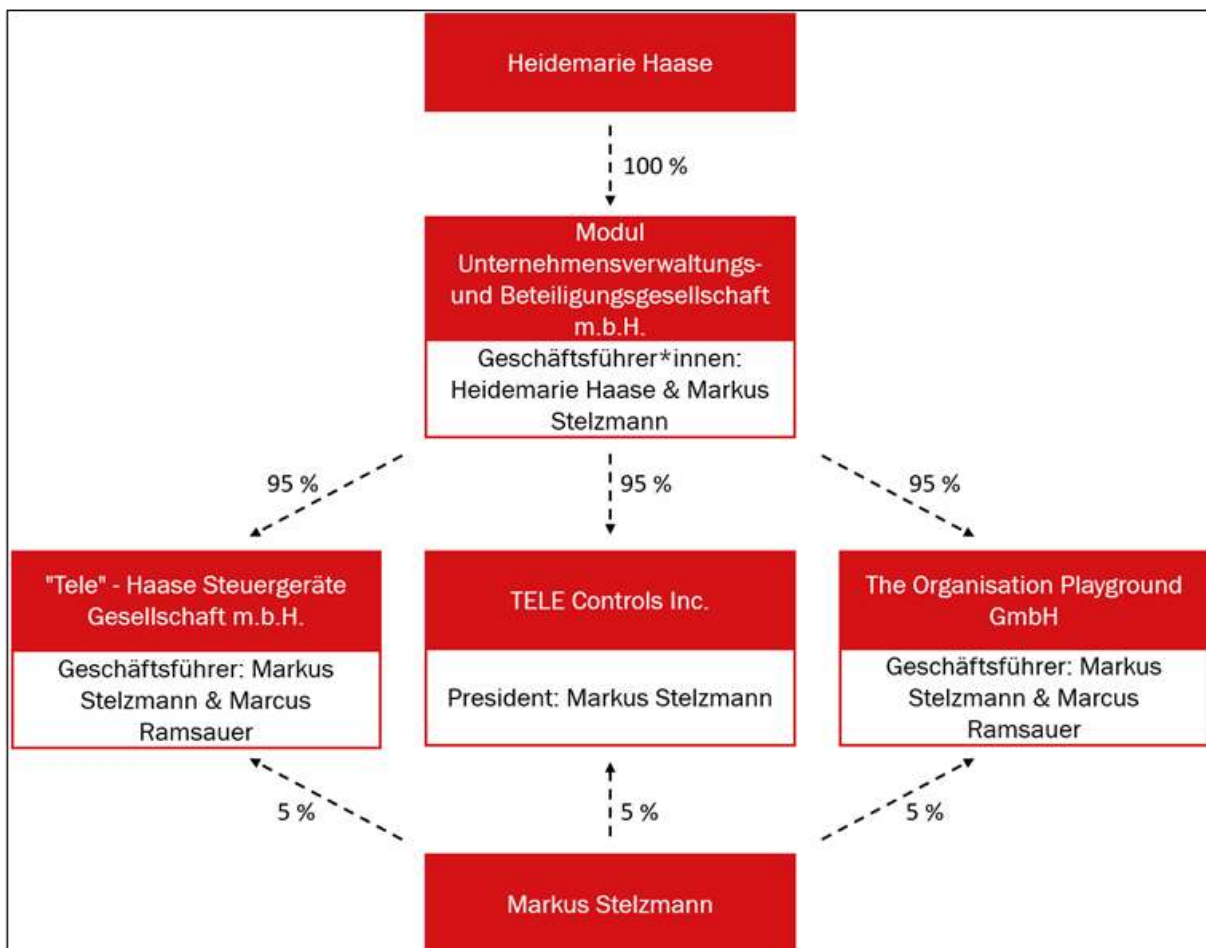 Heidemarie Haase
100 %
Modul
Unternehmensverwaltungs-
und Beteiligungsgesellschaft
m.b.H.
Geschäftsführer*innen:
Heidemarie Haase & Markus
Stelzmann
95 %
95 %
95 %
"Tele" - Haase Steuergeräte
Gesellschaft m.b.H.
Geschäftsführer: Markus
Stelzmann & Marcus
Ramsauer
TELE Controls Inc.
President: Markus Stelzmann
The Organisation Playground
GmbH
Geschäftsführer: Markus
Stelzmann & Marcus
Ramsauer
5 %
5 %
5 %
Markus Stelzmann